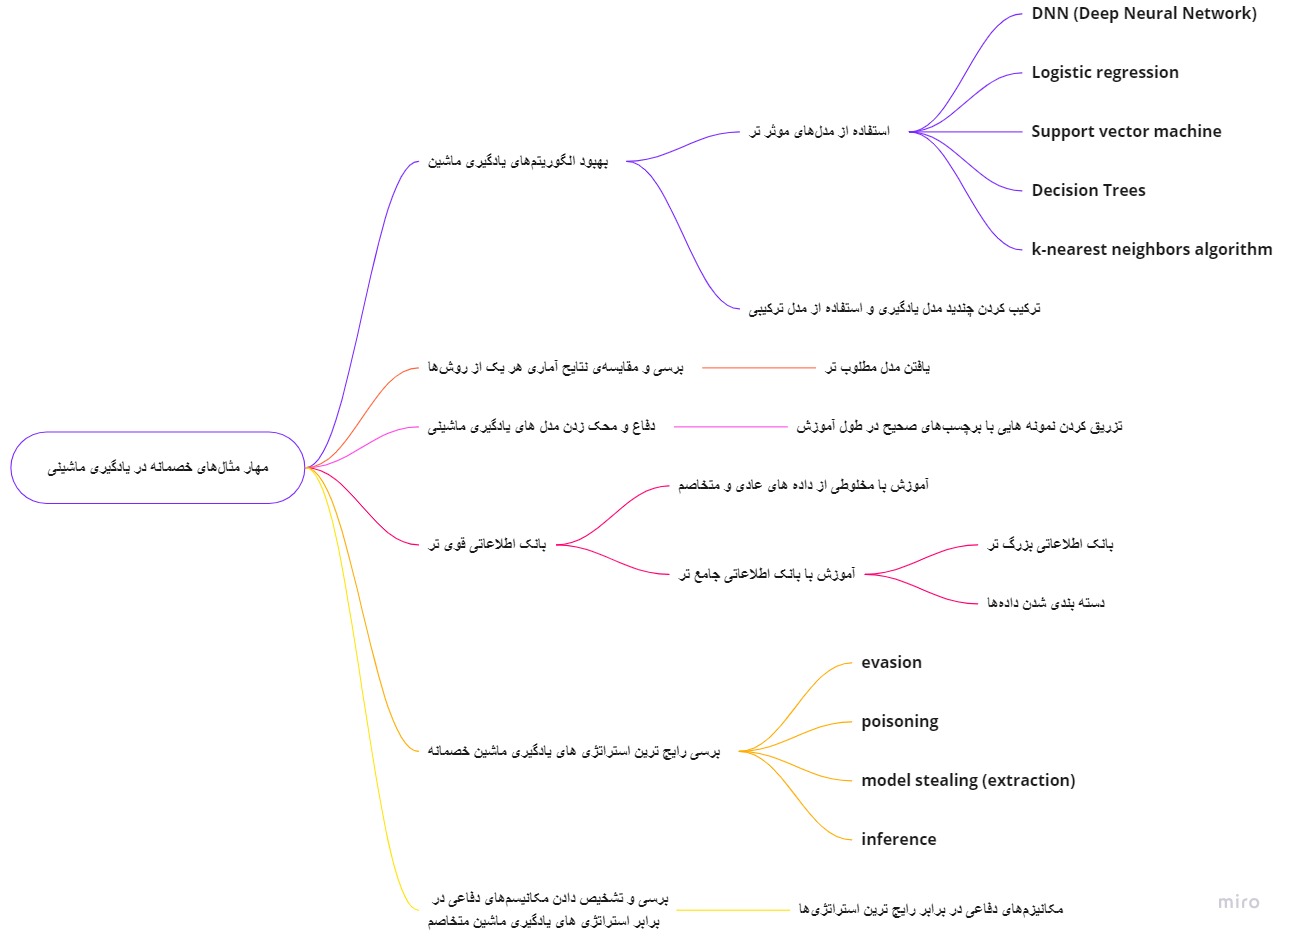 مهار مثال‌های خصمانه در یادگیری ماشینی
بهبود الگوریتم‌های یادگیری ماشین
استفاده از مدل‌های موثر تر
DNN (Deep Neural Network)
Logistic regression
Support vector machine
Decision Trees
k-nearest neighbors algorithm
ترکیب کردن چندید مدل یادگیری و استفاده از مدل ترکیبی
برسی و مقایسه‌ی نتایج آماری هر یک از روش‌ها
یافتن مدل مطلوب تر
دفاع و محک زدن مدل های یادگیری ماشینی
تزریق کردن نمونه هایی با برچسب‌های صحیح در طول آموزش
بانک اطلاعاتی قوی تر
آموزش با مخلوطی از داده های عادی و متخاصم
آموزش با بانک اطلاعاتی جامع تر
بانک اطلاعاتی بزرگ تر
دسته بندی شدن داده‌ها
برسی رایج ترین استراتژی های یادگیری ماشین خصمانه
evasion
poisoning
model stealing (extraction)
inference
برسی و تشخیص دادن مکانیسم‌های دفاعی در
برابر استراتژی های یادگیری ماشین متخاصم
مکانیزم‌های دفاعی در برابر رایج ترین استراتژی‌ها
miro